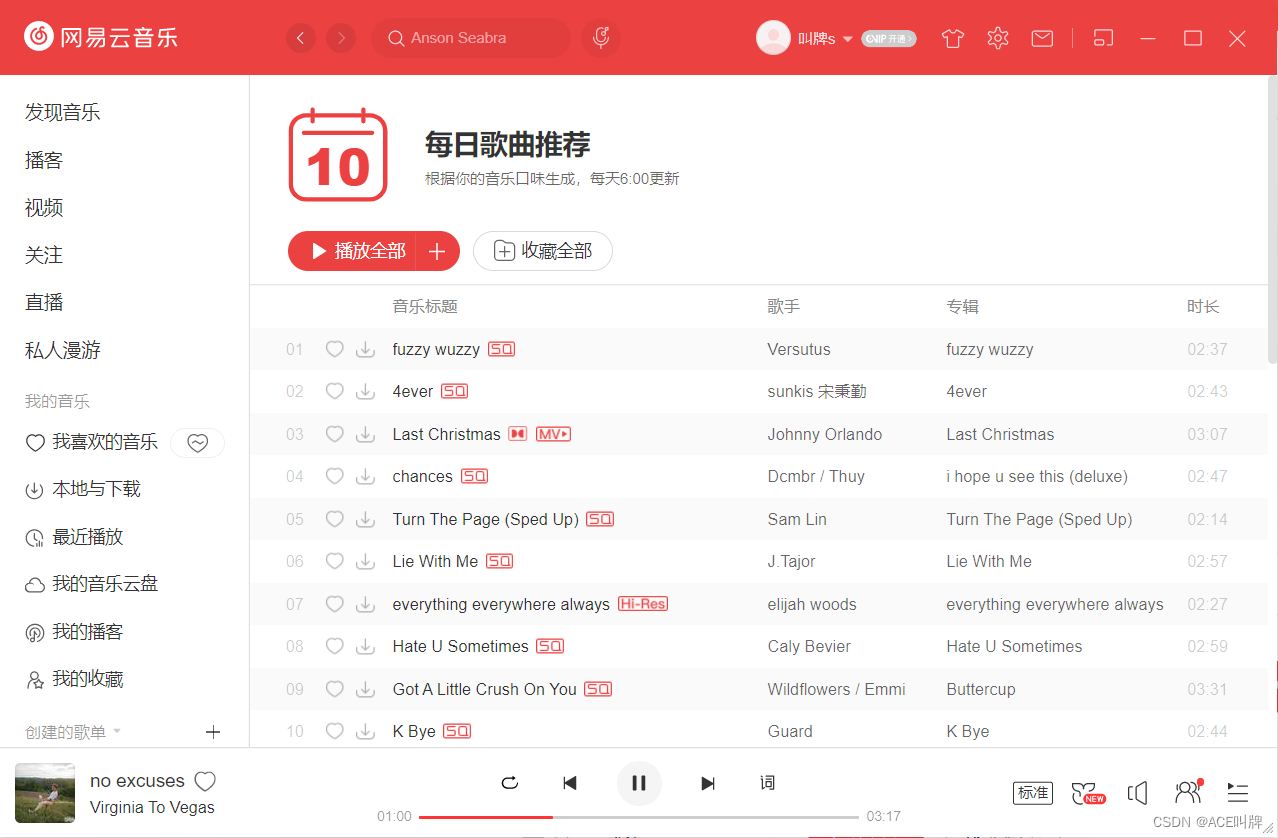 网易云音乐
Anson Seabra
叫牌s
VIP开通
发现音乐
播客
视频
关注
直播
私人漫游
我的音乐
我喜欢的音乐
本地与下载
最近播放
我的音乐云盘
我的播客
我的收藏
创建的歌单
10
每日歌曲推荐
根据你的音乐口味生成，每天6:00更新
播放全部
收藏全部
音乐标题 歌手 专辑 时长
01 fuzzy wuzzy SQ Versutus fuzzy wuzzy 02:37
02 4ever SQ sunkis 宋秉勤 4ever 02:43
03 Last Christmas MV Johnny Orlando Last Christmas 03:07
04 chances SQ Dcmbr / Thuy i hope u see this (deluxe) 02:47
05 Turn The Page (Sped Up) SQ Sam Lin Turn The Page (Sped Up) 02:14
06 Lie With Me SQ J.Tajor Lie With Me 02:57
07 everything everywhere always Hi-Res elijah woods everything everywhere always 02:27
08 Hate U Sometimes SQ Caly Bevier Hate U Sometimes 02:59
09 Got A Little Crush On You SQ Wildflowers / Emmi Buttercup 03:31
10 K Bye SQ Guard K Bye 02:44
no excuses
Virginia To Vegas
词
01:00 03:17
标准
NEW
CSDN @ACE叫牌